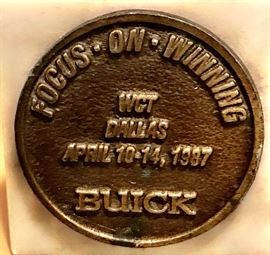 FOCUS · ON · WINNING
WCT
DALLAS
APRIL 10-14, 1987
BUICK